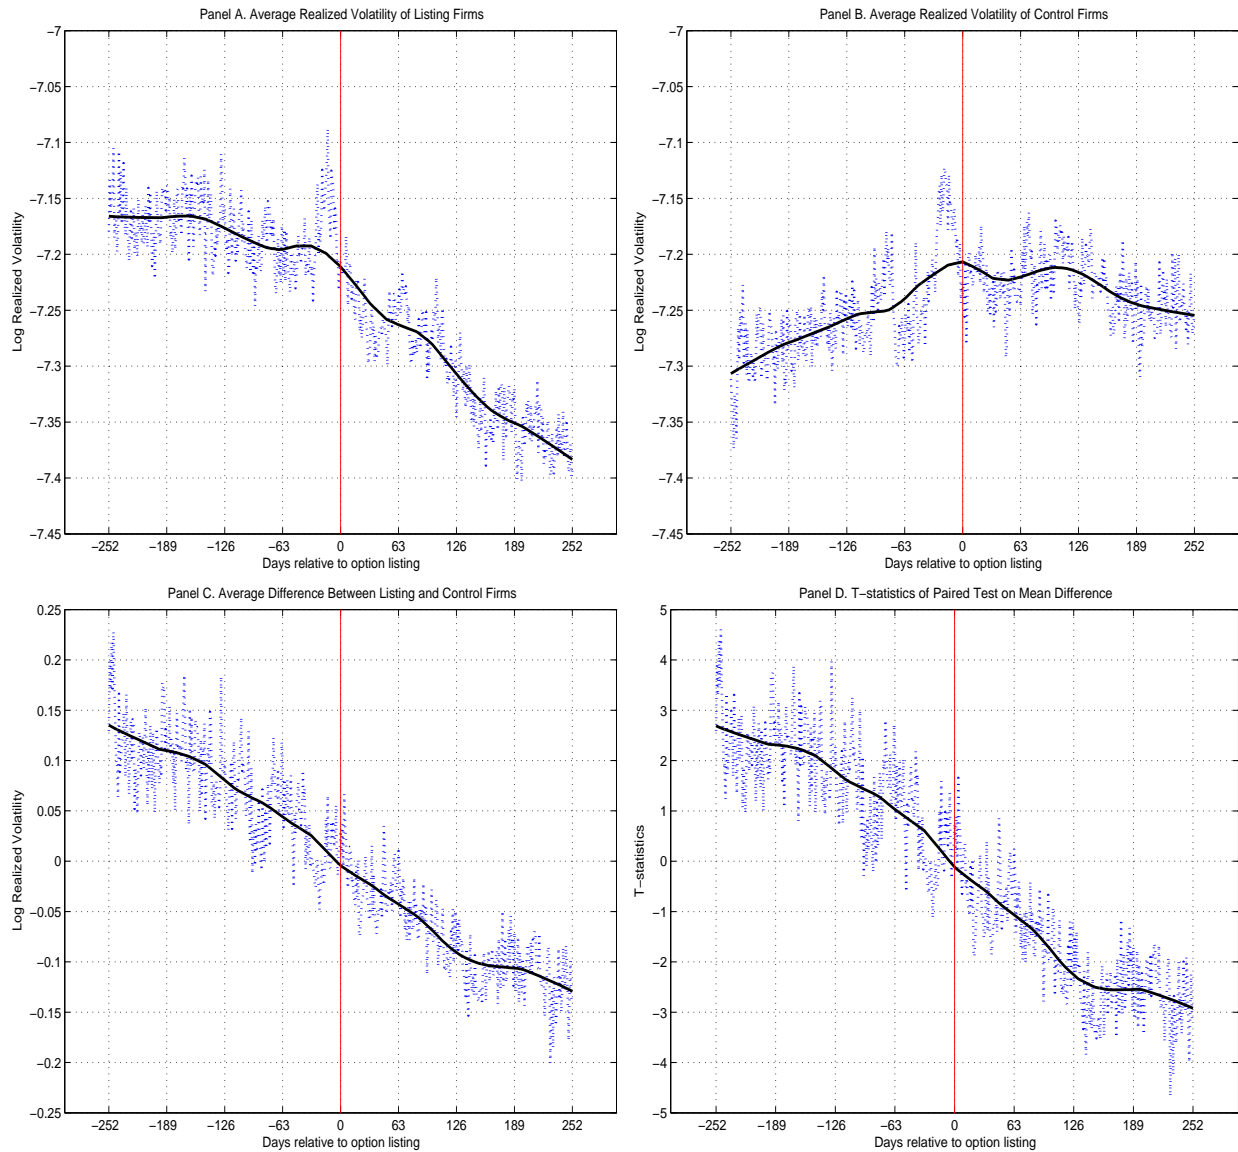 Panel A. Average Realized Volatility of Listing Firms
−7
−7.05
−7.1
−7.15
−7.2
−7.25
−7.3
−7.35
−7.4
−7.45
Log Realized Volatility
−252 −189 −126 −63 0 63 126 189 252
Days relative to option listing
Panel B. Average Realized Volatility of Control Firms
−7
−7.05
−7.1
−7.15
−7.2
−7.25
−7.3
−7.35
−7.4
−7.45
Log Realized Volatility
−252 −189 −126 −63 0 63 126 189 252
Days relative to option listing
Panel C. Average Difference Between Listing and Control Firms
0.25
0.2
0.15
0.1
0.05
0
−0.05
−0.1
−0.15
−0.2
−0.25
Log Realized Volatility
−252 −189 −126 −63 0 63 126 189 252
Days relative to option listing
Panel D. T−statistics of Paired Test on Mean Difference
5
4
3
2
1
0
−1
−2
−3
−4
−5
T−statistics
−252 −189 −126 −63 0 63 126 189 252
Days relative to option listing